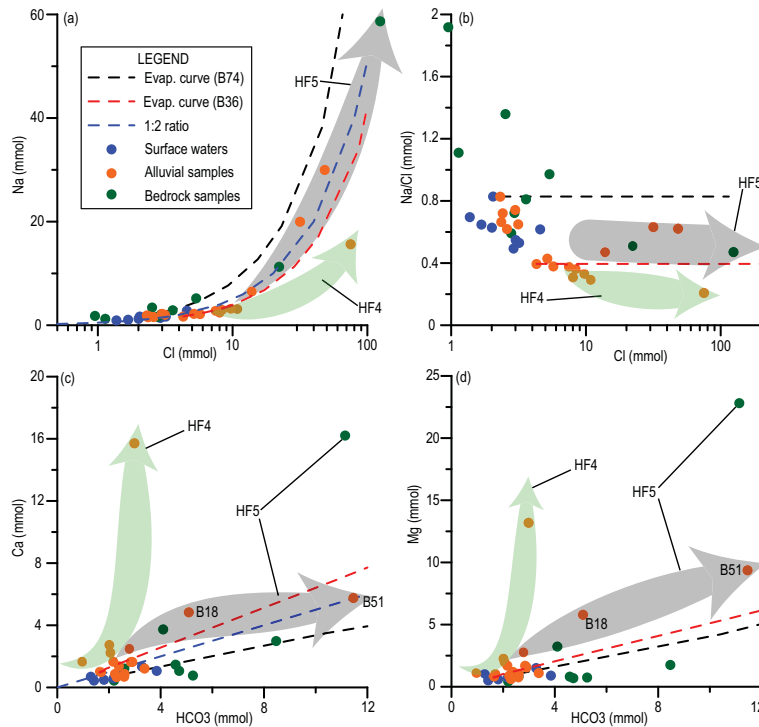 (a)
60
40
20
0
Na (mmol)
LEGEND
Evap. curve (B74)
Evap. curve (B36)
1:2 ratio
Surface waters
Alluvial samples
Bedrock samples
HF5
HF4
1
10
100
Cl (mmol)
(b)
2
1.6
1.2
0.8
0.4
0
Na/Cl (mmol)
HF5
HF4
1
10
100
Cl (mmol)
(c)
20
16
12
8
4
0
Ca (mmol)
HF4
HF5
B18
B51
0
4
8
12
HCO3 (mmol)
(d)
25
20
15
10
5
0
Mg (mmol)
HF4
HF5
B18
B51
0
4
8
12
HCO3 (mmol)